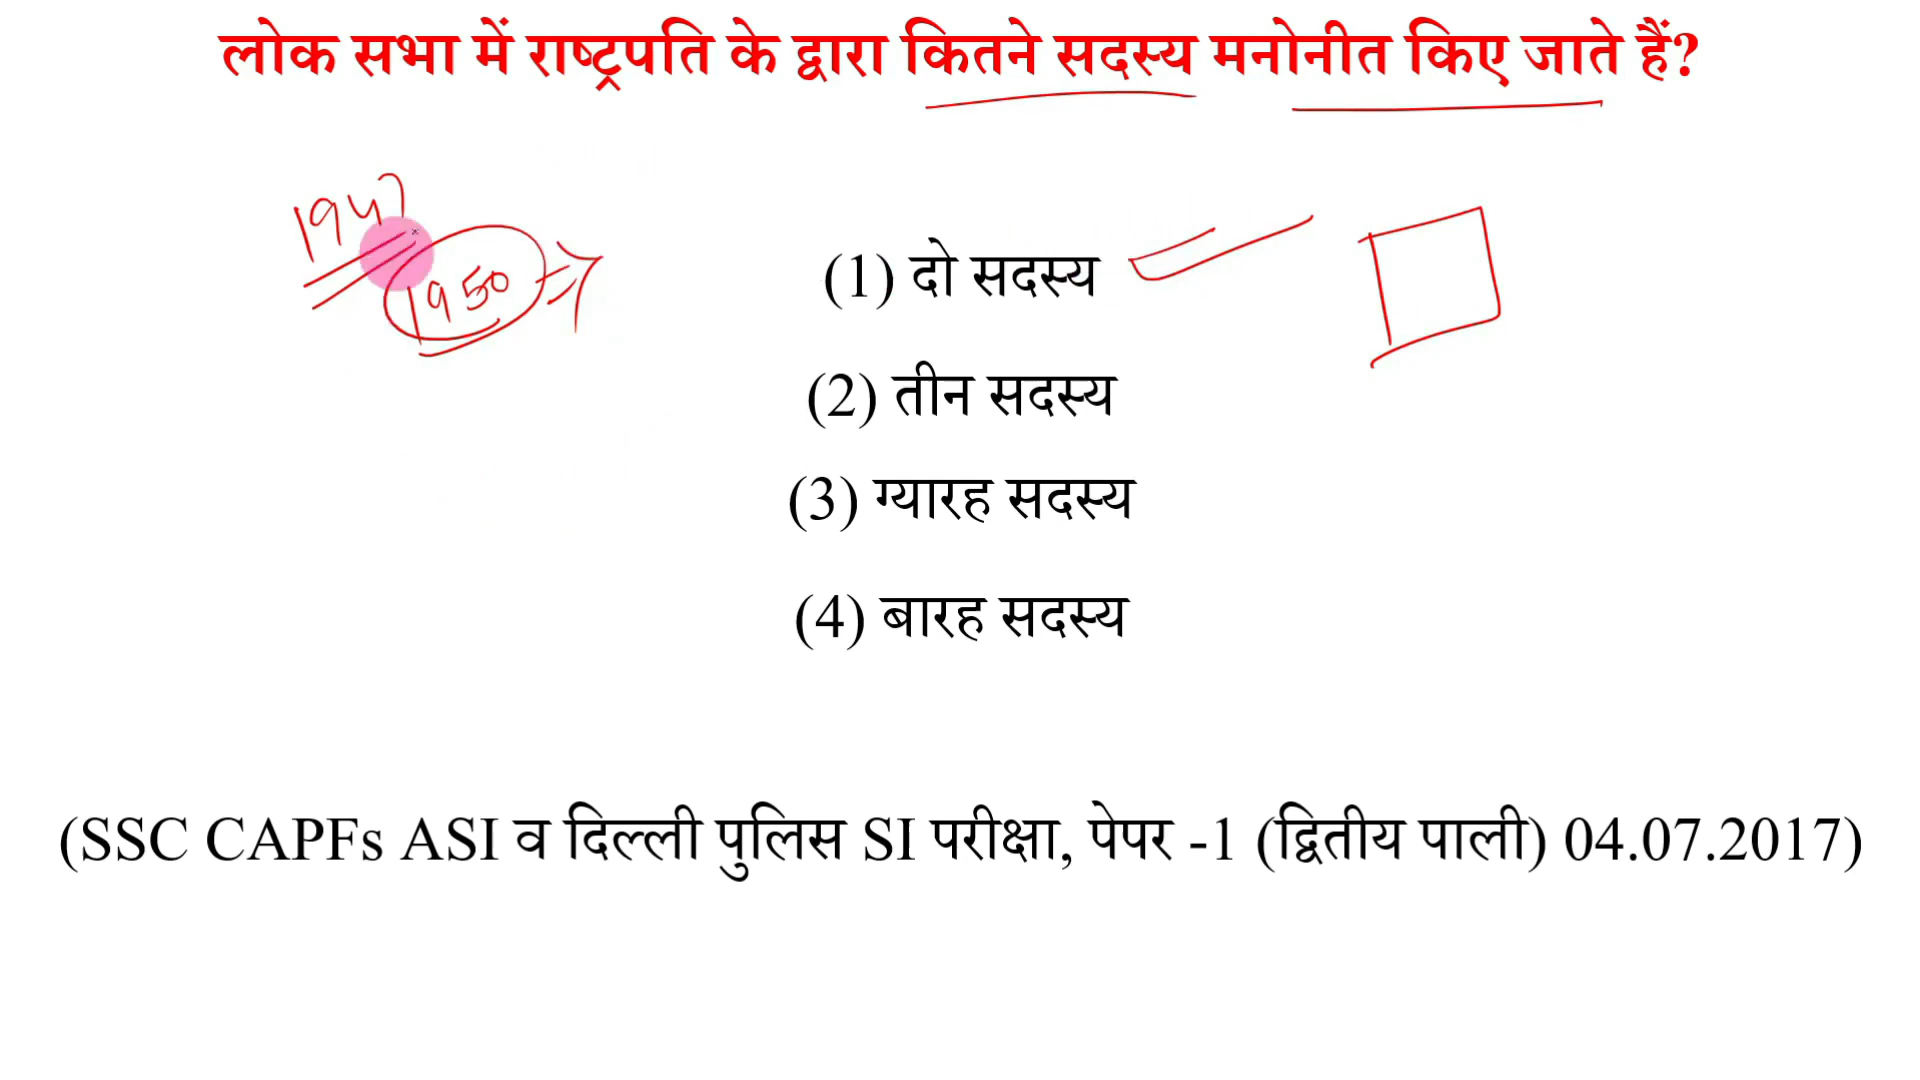 लोक सभा में राष्ट्रपति के द्वारा कितने सदस्य मनोनीत किए जाते हैं?
1947
1950
(1) दो सदस्य
(2) तीन सदस्य
(3) ग्यारह सदस्य
(4) बारह सदस्य
(SSC CAPFs ASI व दिल्ली पुलिस SI परीक्षा, पेपर -1 (द्वितीय पाली) 04.07.2017)